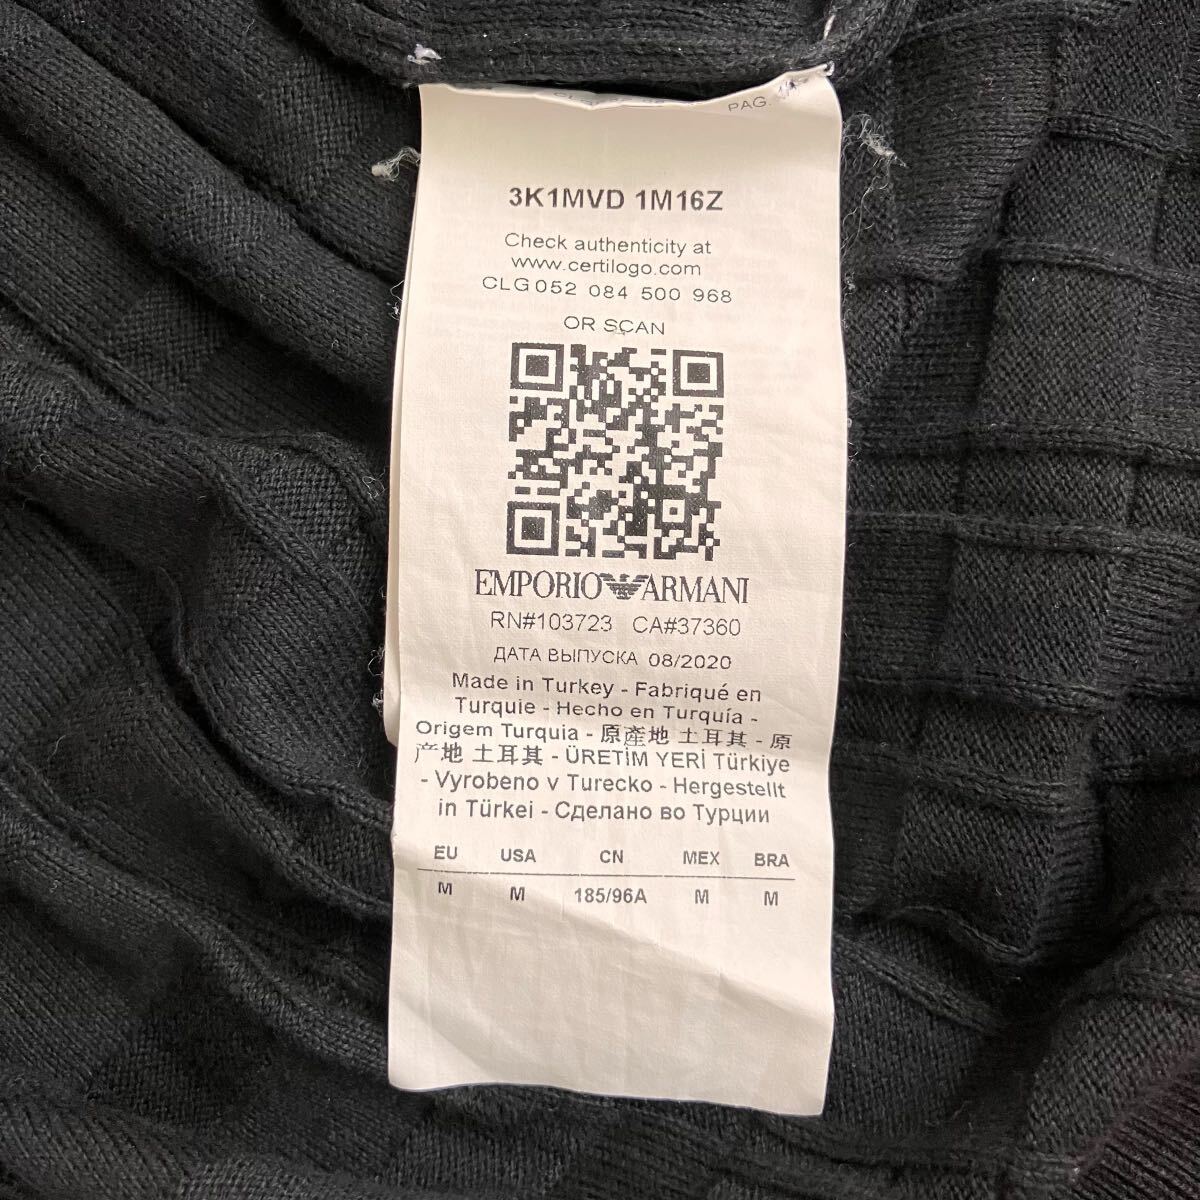 PAG.
3K1MVD 1M16Z
Check authenticity at
www.certilogo.com
CLG 052 084 500 968
OR SCAN
EMPORIO ARMANI
RN#103723 CA#37360
ДАТА ВЫПУСКА 08/2020
Made in Turkey - Fabriqué en
Turquie - Hecho en Turquía -
Origem Turquia - 原產地 土耳其 - 原
产地 土耳其 - ÜRETİM YERİ Türkiye
- Vyrobeno v Turecko - Hergestellt
in Türkei - Сделано во Турции
EU USA CN MEX BRA
M M 185/96A M M